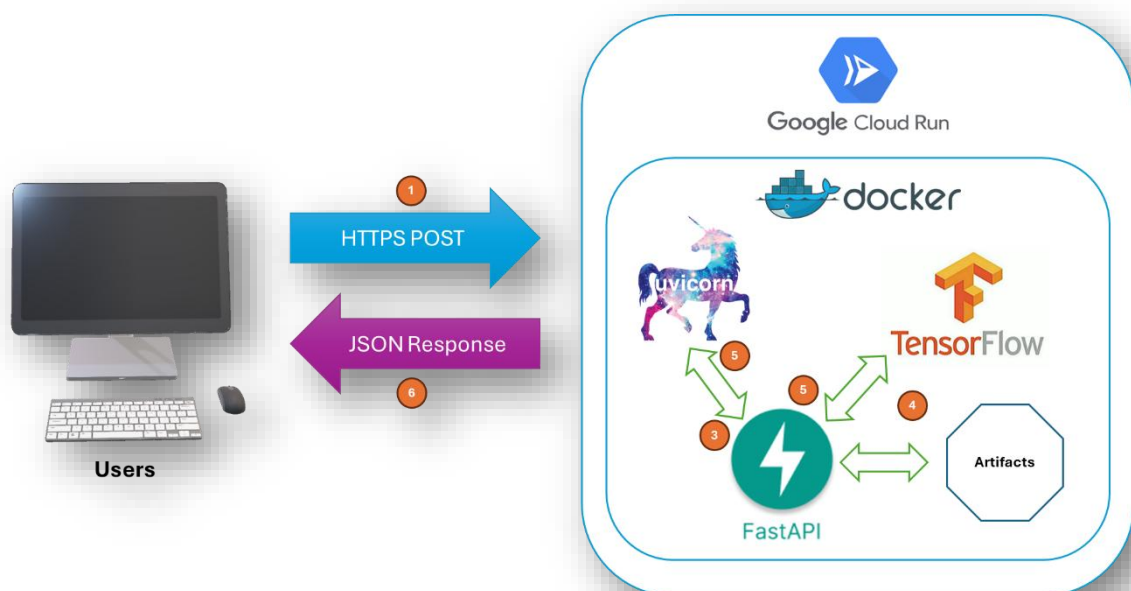 Google Cloud Run
docker
1
HTTPS POST
uvicorn
TensorFlow
JSON Response
5
5
6
4
3
Artifacts
Users
FastAPI